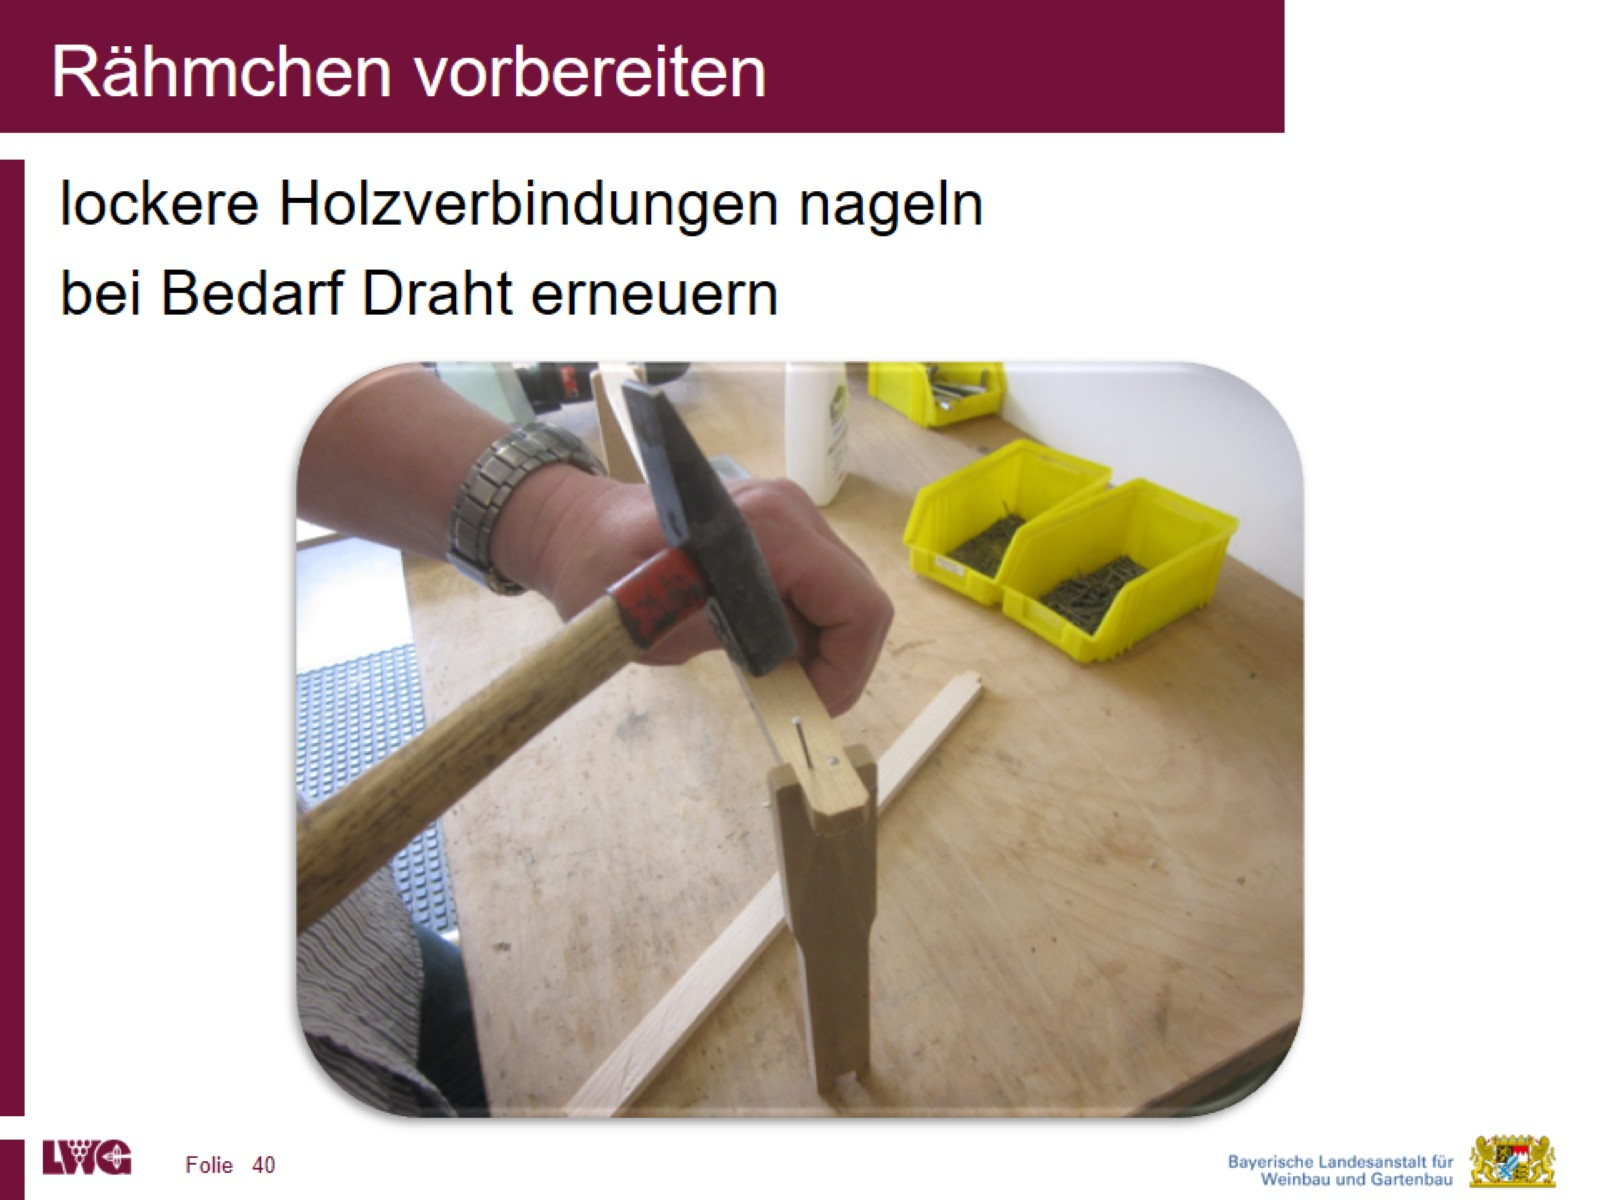 Rähmchen vorbereiten
lockere Holzverbindungen nageln
bei Bedarf Draht erneuern
LWG
Folie 40
Bayerische Landesanstalt für
Weinbau und Gartenbau